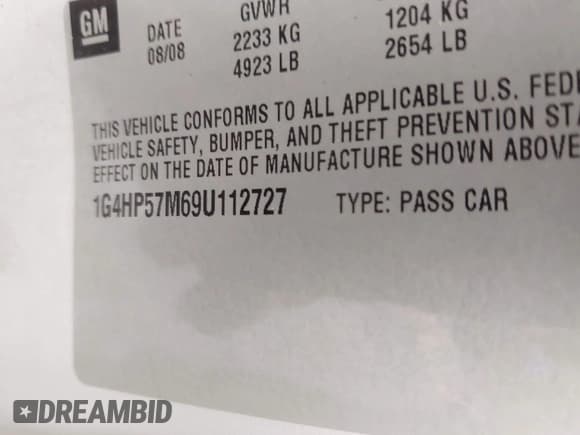 GM
DATE
08/08
GVWR
2233 KG
4923 LB
1204 KG
2654 LB
THIS VEHICLE CONFORMS TO ALL APPLICABLE U.S. FEDE
VEHICLE SAFETY, BUMPER, AND THEFT PREVENTION STA
EFFECT ON THE DATE OF MANUFACTURE SHOWN ABOVE
1G4HP57M69U112727 TYPE: PASS CAR
DREAMBID